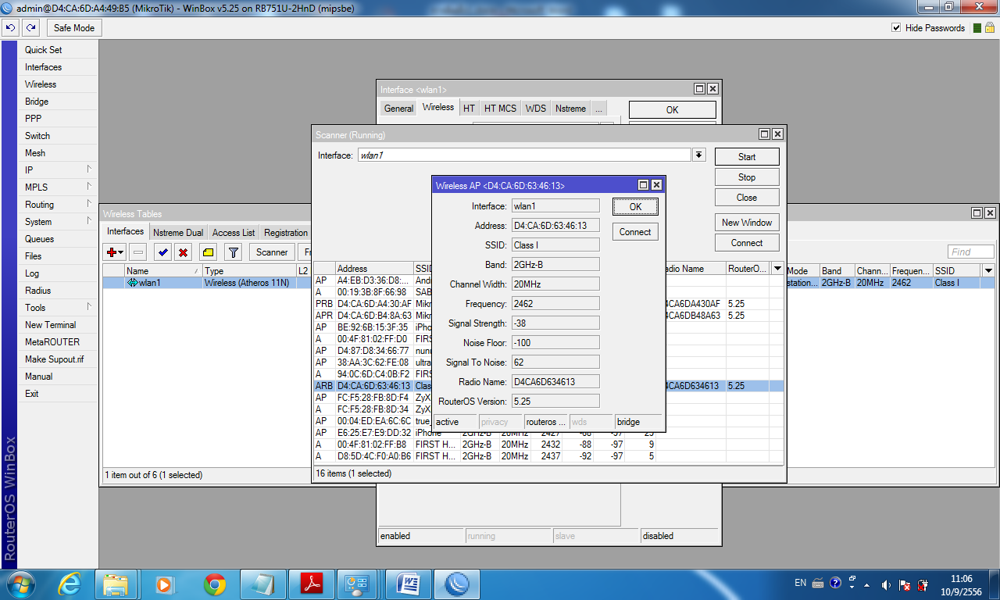 admin@D4:CA:6D:A4:49:B5 (MikroTik) - WinBox v5.25 on RB751U-2HnD (mipsbe)
Safe Mode
Hide Passwords
Quick Set
Interfaces
Wireless
Bridge
PPP
Switch
Mesh
IP
MPLS
Routing
System
Queues
Files
Log
Radius
Tools
New Terminal
MetaROUTER
Make Supout.rif
Manual
Exit
RouterOS WinBox
Interface <wlan1>
General Wireless HT HT MCS WDS Nstreme ...
OK
Scanner (Running)
Interface: wlan1
Start
Stop
Close
New Window
Connect
Wireless AP <D4:CA:6D:63:46:13>
Interface: wlan1
Address: D4:CA:6D:63:46:13
SSID: Class I
Band: 2GHz-B
Channel Width: 20MHz
Frequency: 2462
Signal Strength: -38
Noise Floor: -100
Signal To Noise: 62
Radio Name: D4CA6D634613
RouterOS Version: 5.25
OK
Connect
active privacy routeros ... wds bridge
Wireless Tables
Interfaces Nstreme Dual Access List Registration
Scanner
Find
Name Type L2
wlan1 Wireless (Atheros 11N)
Mode Band Chann... Frequen... SSID
station... 2GHz-B 20MHz 2462 Class I
1 item out of 6 (1 selected)
Address SSID adio Name RouterO...
AP A4:EB:D3:36:D8:... And
A 00:19:3B:8F:66:98 SAB
PRB D4:CA:6D:A4:30:AF Mikr 4CA6DA430AF 5.25
APR D4:CA:6D:B4:8A:63 Mikr 4CA6DB48A63 5.25
AP BE:92:6B:15:3F:35 iPho
A 00:4F:81:02:FF:D0 FIRS
AP D4:87:D8:34:66:77 nunu
AP 38:AA:3C:62:FE:08 ultra
A 94:0C:6D:C4:0B:F2 FIRS
ARB D4:CA:6D:63:46:13 Clas 4CA6D634613 5.25
AP FC:F5:28:FB:8D:F4 ZyX
A FC:F5:28:FB:8D:34 ZyX
AP 00:04:ED:EA:6C:6C true_
AP E6:25:E7:E9:DD:32 iPhone 2GHz-B 20MHz 2427 -88 -97
A 00:4F:81:02:FF:B8 FIRST H... 2GHz-B 20MHz 2432 -88 -97 9
A D8:5D:4C:F0:A0:B6 FIRST H... 2GHz-B 20MHz 2437 -92 -97 5
16 items (1 selected)
enabled running slave disabled
EN
11:06
10/9/2556